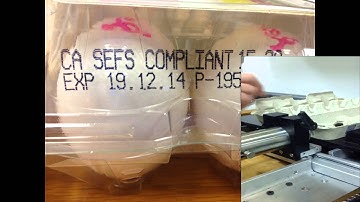 CA SEFS COMPLIANT
EXP 19.12.14 P-195